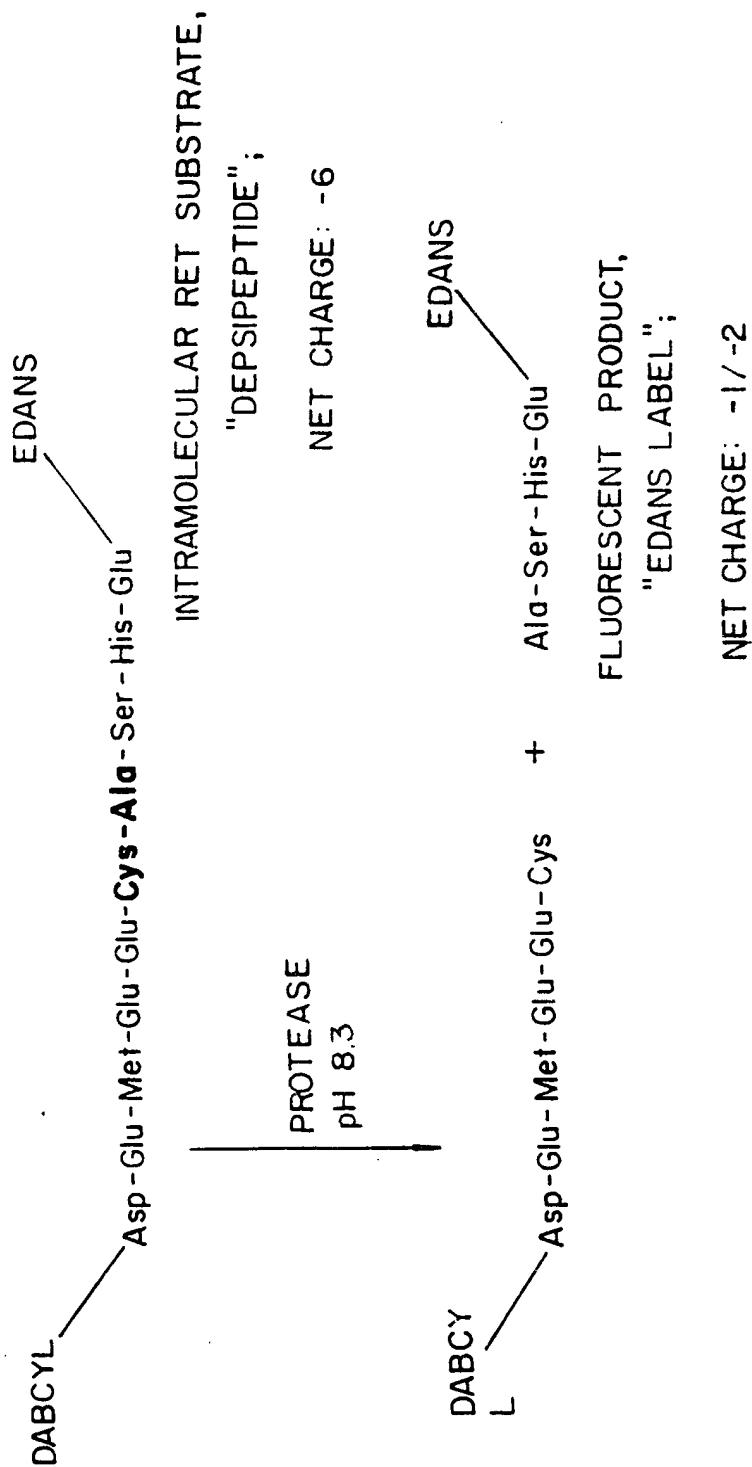 DABCYL
EDANS
Asp-Glu-Met-Glu-Glu-Cys-Ala-Ser-His-Glu
INTRAMOLECULAR RET SUBSTRATE,
"DEPSIPEPTIDE";
NET CHARGE: -6
PROTEASE
pH 8.3
DABCY
L
EDANS
Asp-Glu-Met-Glu-Glu-Cys + Ala-Ser-His-Glu
FLUORESCENT PRODUCT,
"EDANS LABEL";
NET CHARGE: -1/-2